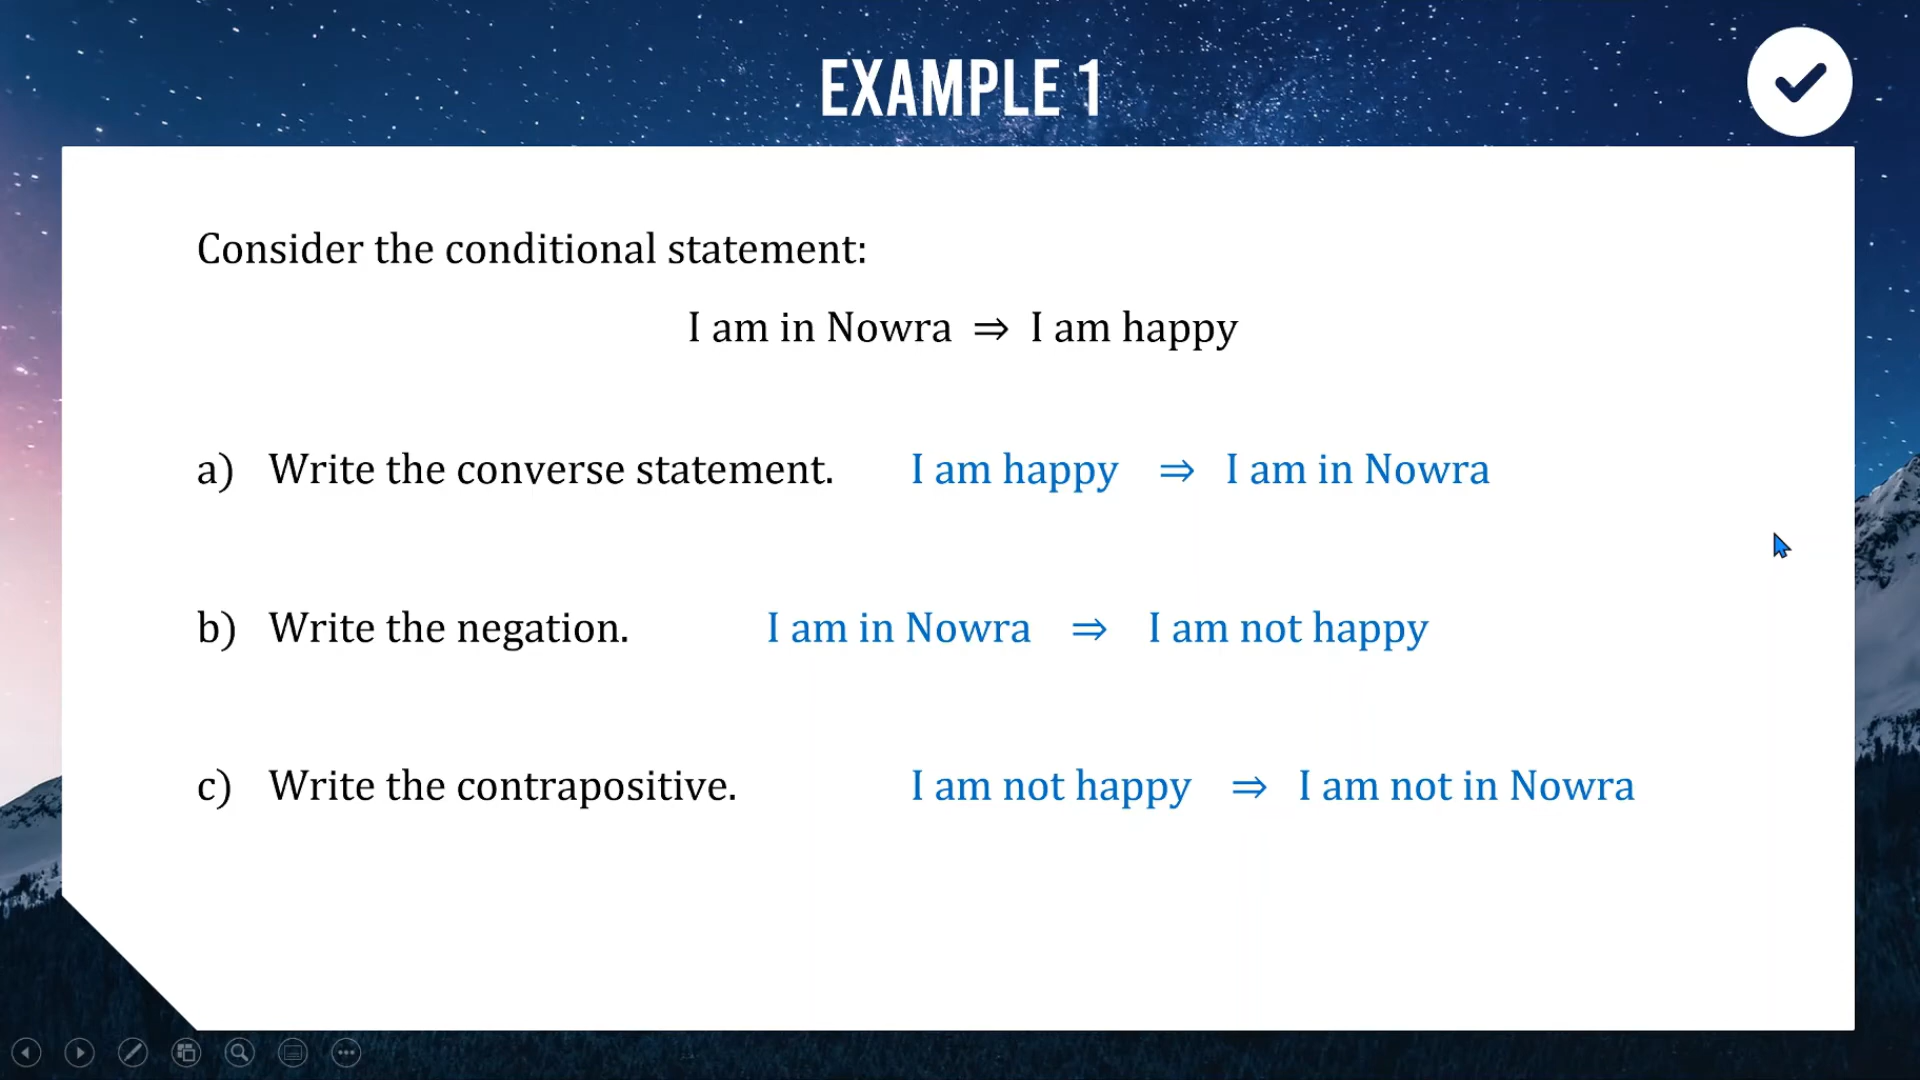 EXAMPLE 1
Consider the conditional statement:
I am in Nowra ⇒ I am happy
a) Write the converse statement. I am happy ⇒ I am in Nowra
b) Write the negation. I am in Nowra ⇒ I am not happy
c) Write the contrapositive. I am not happy ⇒ I am not in Nowra